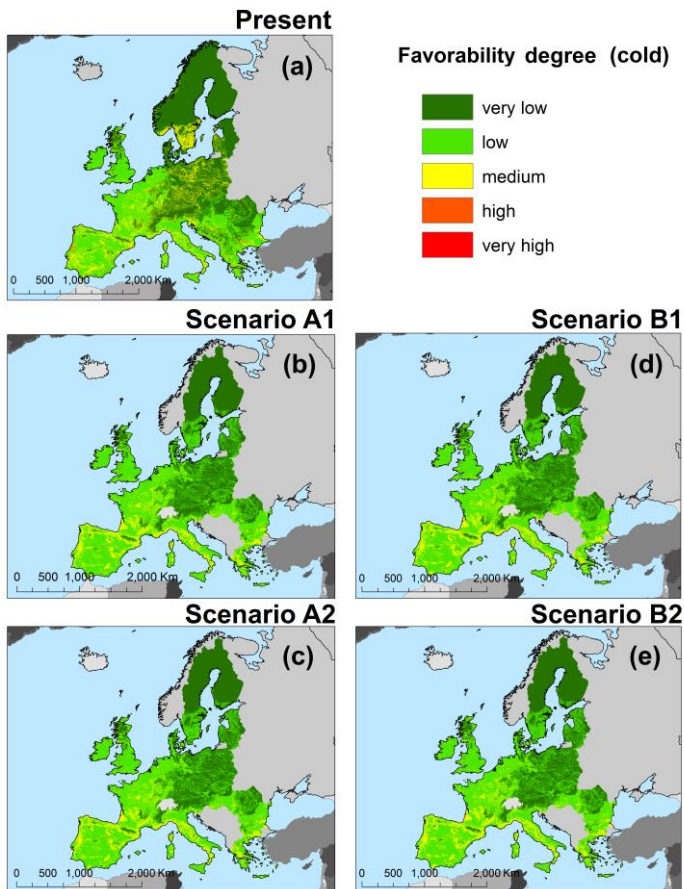 Present
(a)
0 500 1,000 2,000 Km
Favorability degree (cold)
very low
low
medium
high
very high
Scenario A1
(b)
0 500 1,000 2,000 Km
Scenario B1
(d)
0 500 1,000 2,000 Km
Scenario A2
(c)
0 500 1,000 2,000 Km
Scenario B2
(e)
0 500 1,000 2,000 Km